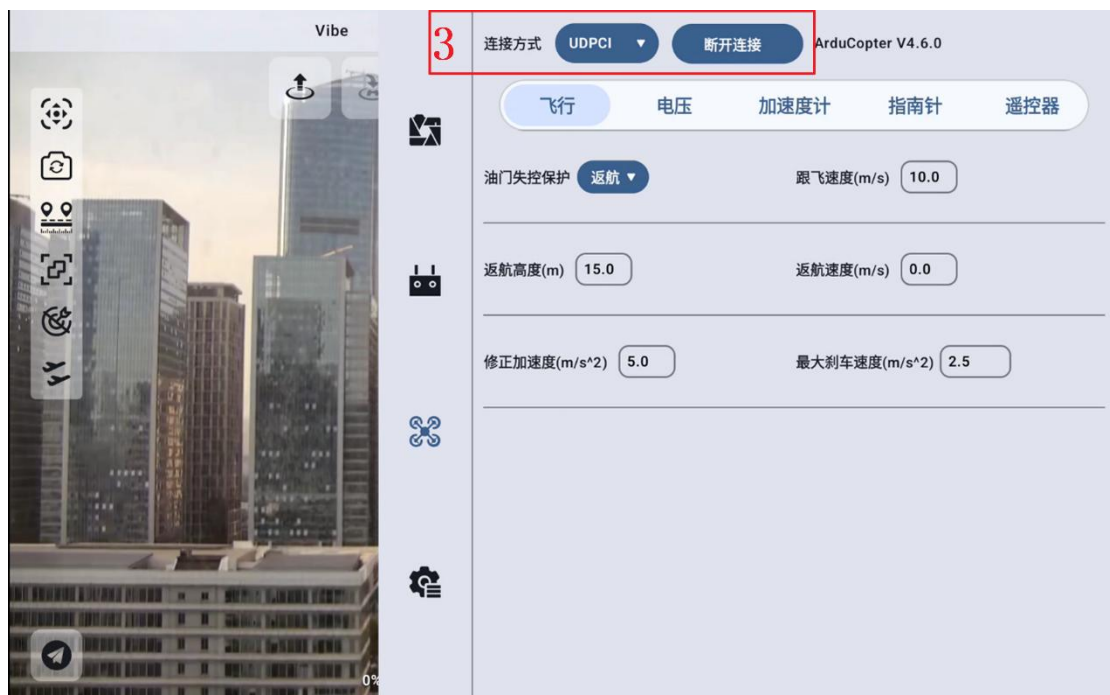 Vibe
3
连接方式 UDPCI ▼ 断开连接 ArduCopter V4.6.0
飞行 电压 加速度计 指南针 遥控器
油门失控保护 返航 ▼ 跟飞速度(m/s) 10.0
返航高度(m) 15.0 返航速度(m/s) 0.0
修正加速度(m/s^2) 5.0 最大刹车速度(m/s^2) 2.5
0%